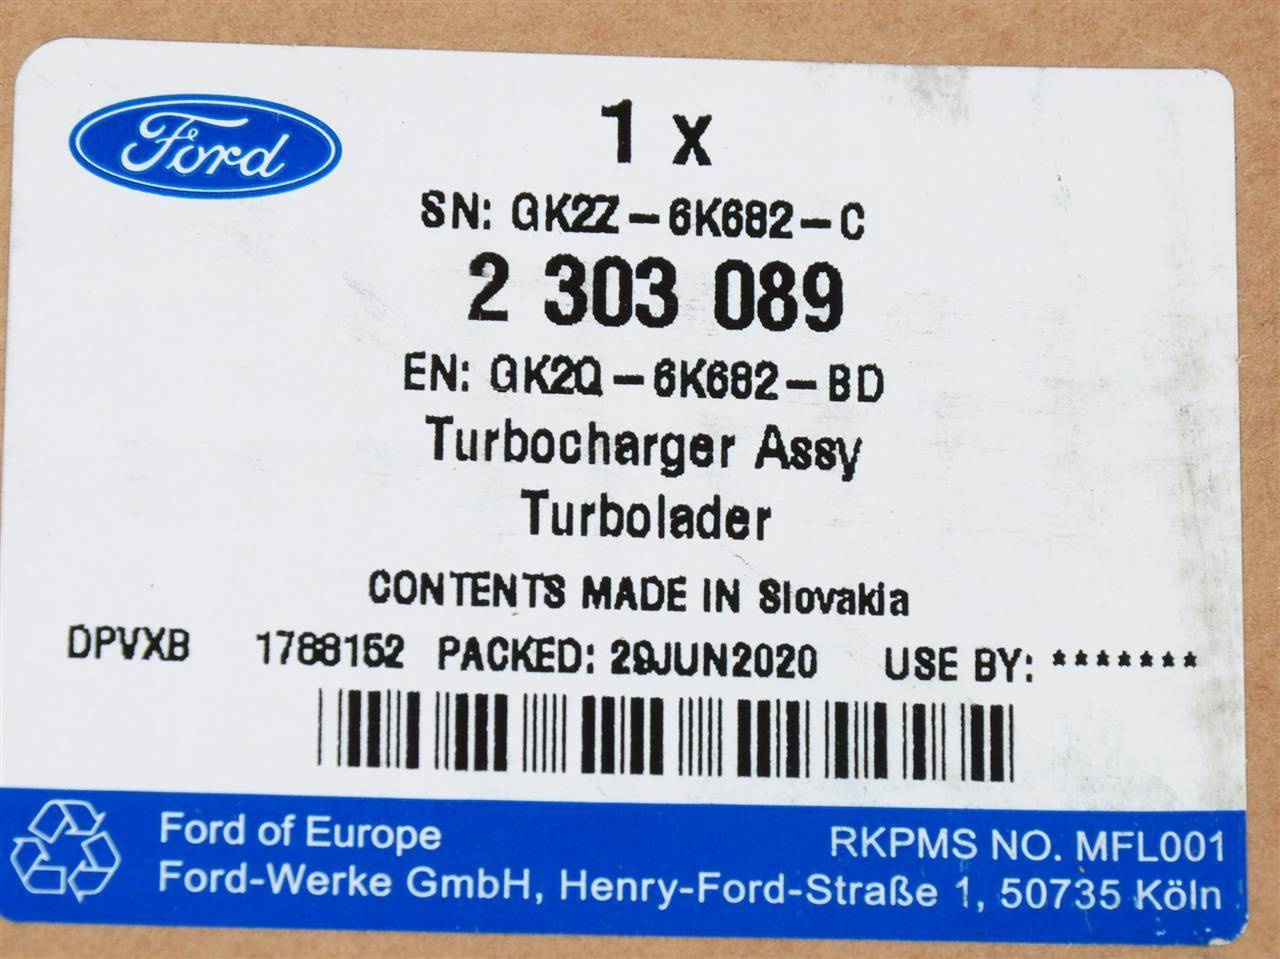 Ford
1 x
SN: GK2Z-6K682-C
2 303 089
EN: GK2Q-6K682-BD
Turbocharger Assy
Turbolader
CONTENTS MADE IN Slovakia
DPVXB 1788152 PACKED: 29JUN2020 USE BY: *******
Ford of Europe RKPMS NO. MFL001
Ford-Werke GmbH, Henry-Ford-Straße 1, 50735 Köln